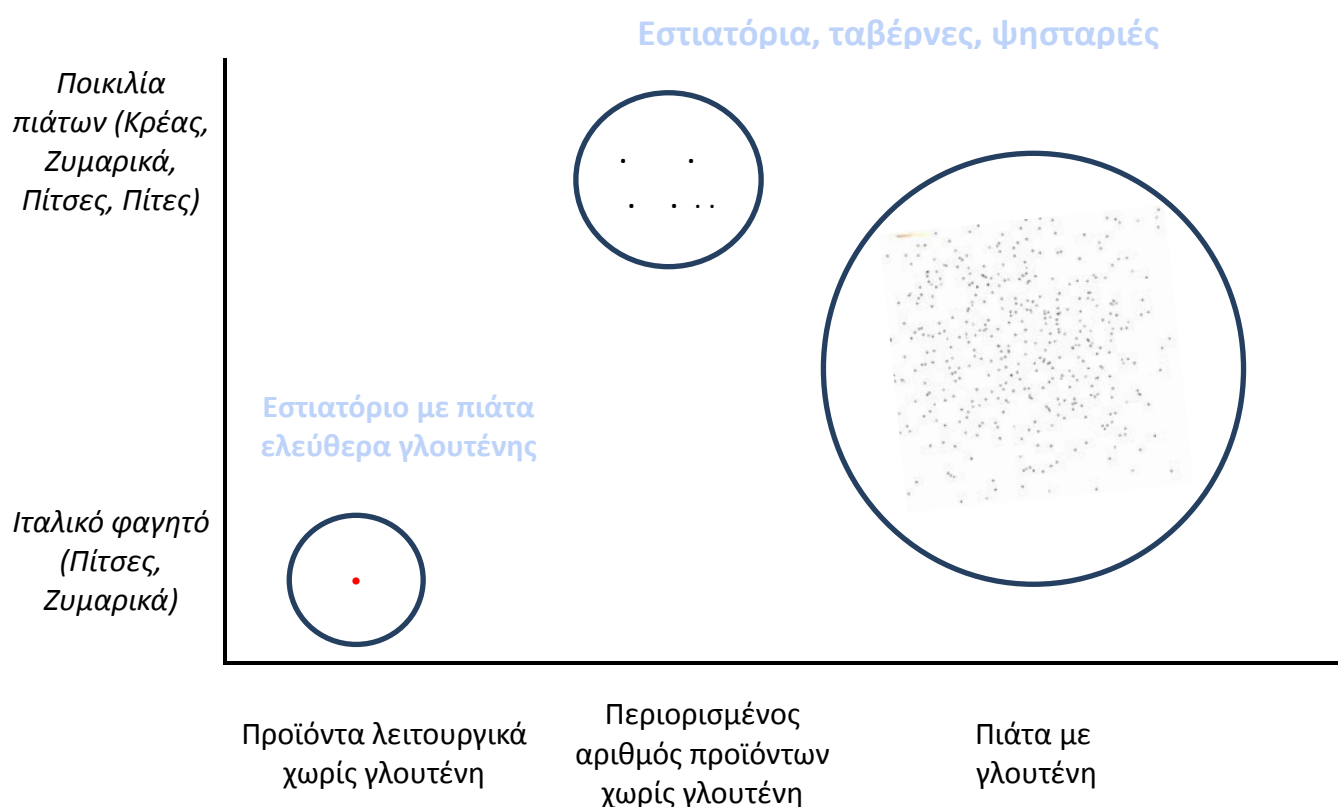 Εστιατόρια, ταβέρνες, ψησταριές
Ποικιλία
πιάτων (Κρέας,
Ζυμαρικά,
Πίτσες, Πίτες)
Εστιατόριο με πιάτα
ελεύθερα γλουτένης
Ιταλικό φαγητό
(Πίτσες,
Ζυμαρικά)
Προϊόντα λειτουργικά
χωρίς γλουτένη
Περιορισμένος
αριθμός προϊόντων
χωρίς γλουτένη
Πιάτα με
γλουτένη